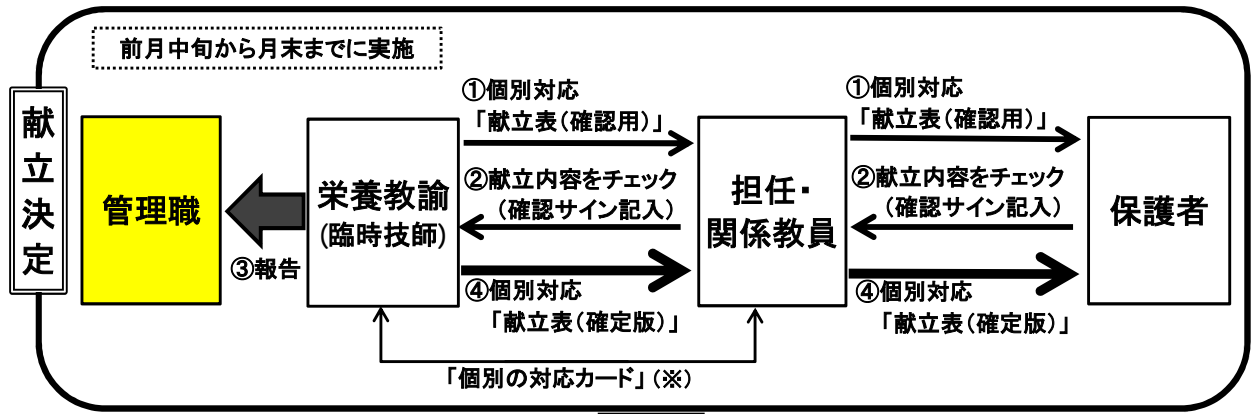 前月中旬から月末までに実施
献立決定
管理職
③報告
栄養教諭
(臨時技師)
①個別対応
「献立表(確認用)」
②献立内容をチェック
(確認サイン記入)
④個別対応
「献立表(確定版)」
担任・
関係教員
①個別対応
「献立表(確認用)」
②献立内容をチェック
(確認サイン記入)
④個別対応
「献立表(確定版)」
保護者
「個別の対応カード」(※)